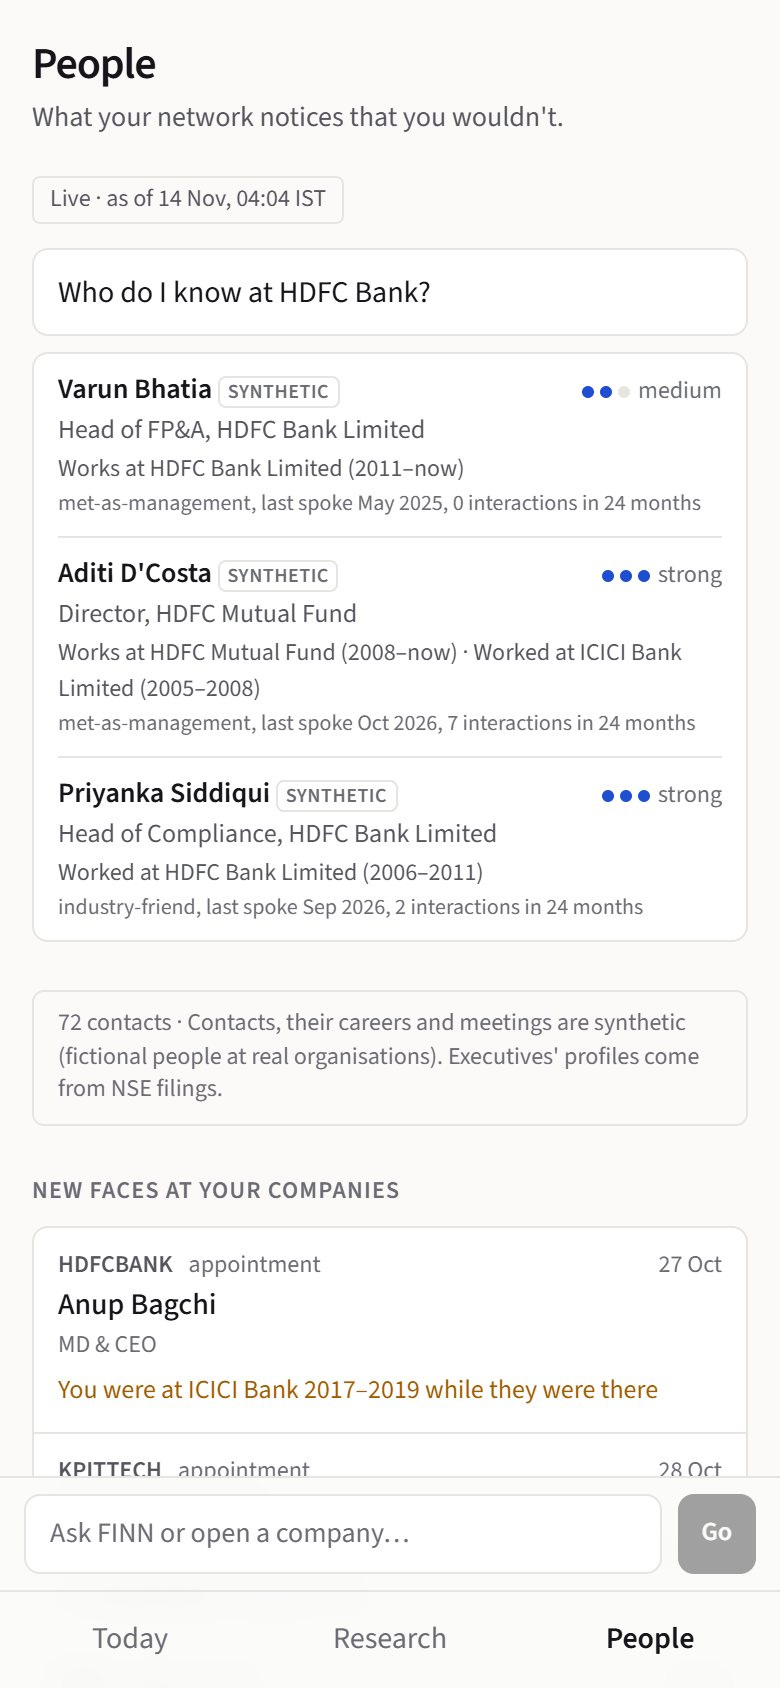 People
What your network notices that you wouldn't.
Live · as of 14 Nov, 04:04 IST
Who do I know at HDFC Bank?
Varun Bhatia SYNTHETIC medium
Head of FP&A, HDFC Bank Limited
Works at HDFC Bank Limited (2011–now)
met-as-management, last spoke May 2025, 0 interactions in 24 months
Aditi D'Costa SYNTHETIC strong
Director, HDFC Mutual Fund
Works at HDFC Mutual Fund (2008–now) · Worked at ICICI Bank
Limited (2005–2008)
met-as-management, last spoke Oct 2026, 7 interactions in 24 months
Priyanka Siddiqui SYNTHETIC strong
Head of Compliance, HDFC Bank Limited
Worked at HDFC Bank Limited (2006–2011)
industry-friend, last spoke Sep 2026, 2 interactions in 24 months
72 contacts · Contacts, their careers and meetings are synthetic
(fictional people at real organisations). Executives' profiles come
from NSE filings.
NEW FACES AT YOUR COMPANIES
HDFCBANK appointment 27 Oct
Anup Bagchi
MD & CEO
You were at ICICI Bank 2017–2019 while they were there
KPITTECH appointment 28 Oct
Ask FINN or open a company…
Go
Today Research People